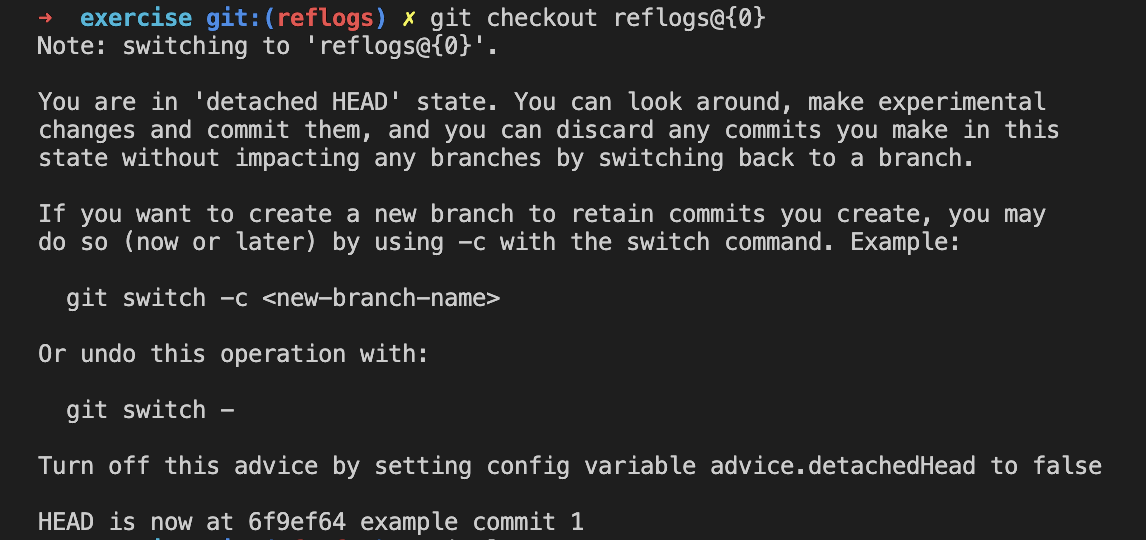 ➜ exercise git:(reflogs) ✗ git checkout reflogs@{0}
Note: switching to 'reflogs@{0}'.
You are in 'detached HEAD' state. You can look around, make experimental
changes and commit them, and you can discard any commits you make in this
state without impacting any branches by switching back to a branch.
If you want to create a new branch to retain commits you create, you may
do so (now or later) by using -c with the switch command. Example:
git switch -c <new-branch-name>
Or undo this operation with:
git switch -
Turn off this advice by setting config variable advice.detachedHead to false
HEAD is now at 6f9ef64 example commit 1